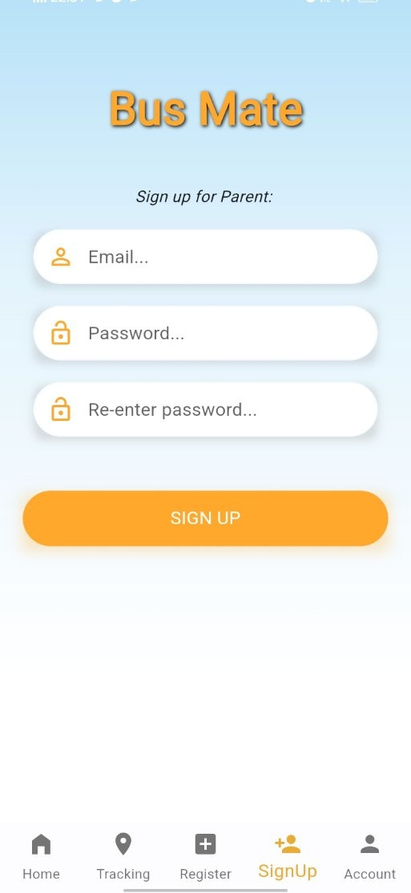 Bus Mate
Sign up for Parent:
Email...
Password...
Re-enter password...
SIGN UP
Home Tracking Register SignUp Account